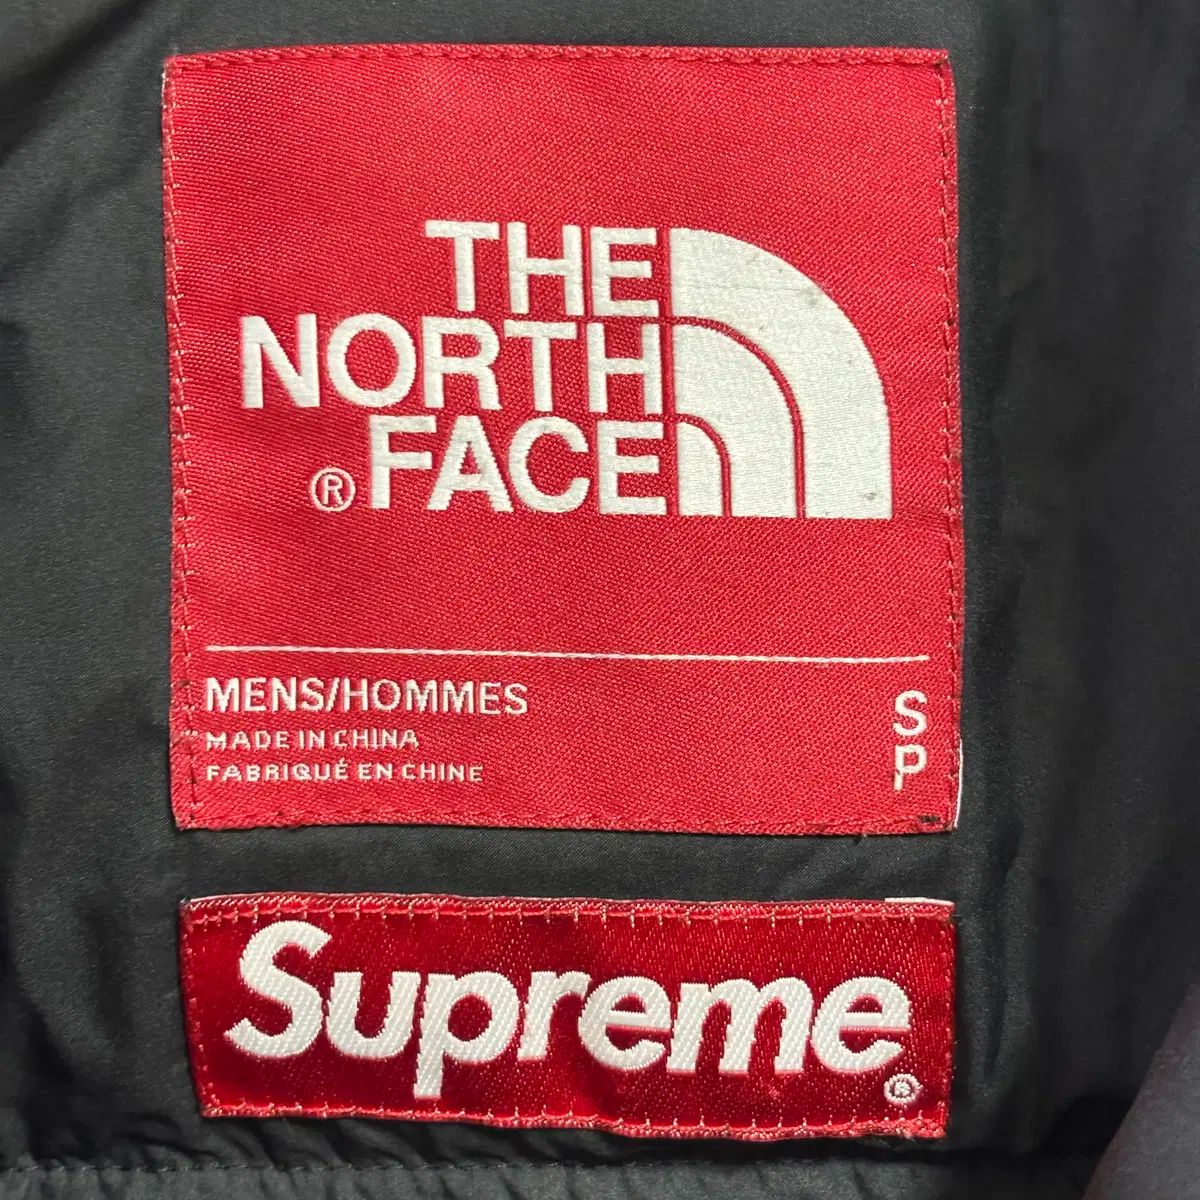 THE
NORTH
® FACE
MENS/HOMMES
MADE IN CHINA
FABRIQUÉ EN CHINE
S
P
Supreme
®